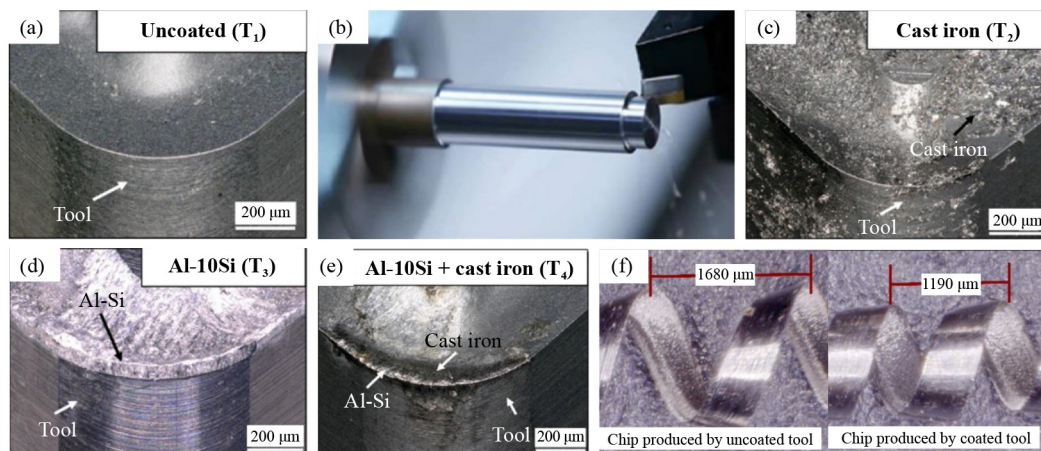 (a)
Uncoated (T₁)
Tool
200 μm
(b)
(c)
Cast iron (T₂)
Cast iron
Tool
200 μm
(d)
Al-10Si (T₃)
Al-Si
Tool
200 μm
(e)
Al-10Si + cast iron (T₄)
Cast iron
Al-Si
Tool
200 μm
(f)
1680 μm
1190 μm
Chip produced by uncoated tool
Chip produced by coated tool